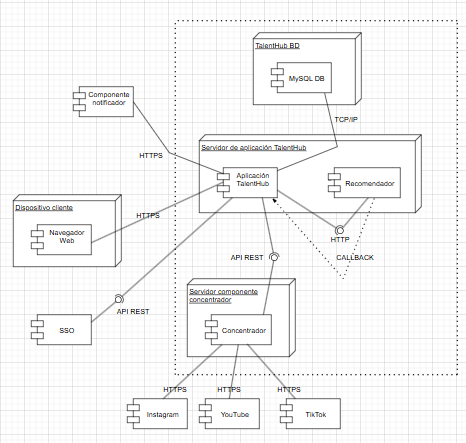 TalentHub BD
MySQL DB
Componente
notificador
TCP/IP
HTTPS
Servidor de aplicación TalentHub
Aplicación
TalentHub
Recomendador
Dispositivo cliente
HTTPS
Navegador
Web
HTTP
API REST
CALLBACK
Servidor componente
concentrador
API REST
SSO
Concentrador
HTTPS
HTTPS
HTTPS
Instagram
YouTube
TikTok